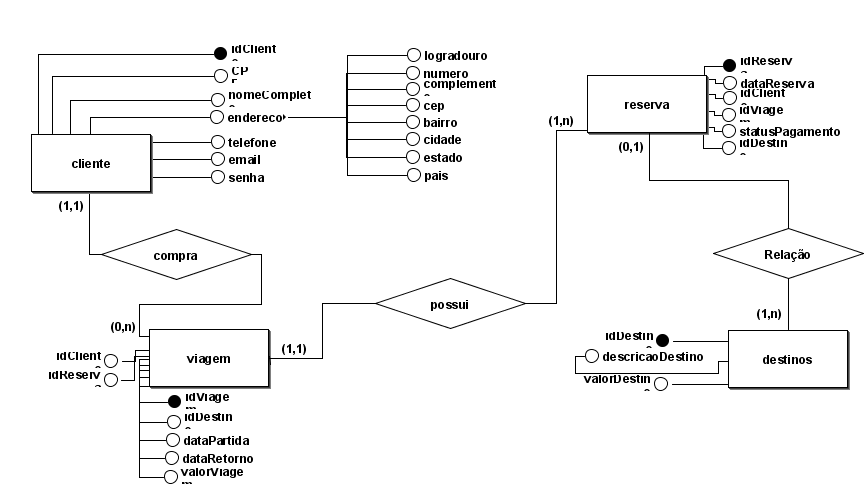 idCliente
CPF
nomeCompleto
endereco
telefone
email
senha
cliente
(1,1)
logradouro
numero
complemento
cep
bairro
cidade
estado
pais
reserva
(1,n)
(0,1)
idReserva
dataReserva
idCliente
idViagem
statusPagamento
idDestino
compra
possui
Relação
(0,n)
(1,1)
(1,n)
viagem
idCliente
idReserva
idViagem
idDestino
dataPartida
dataRetorno
valorViagem
idDestino
descricaoDestino
valorDestino
destinos